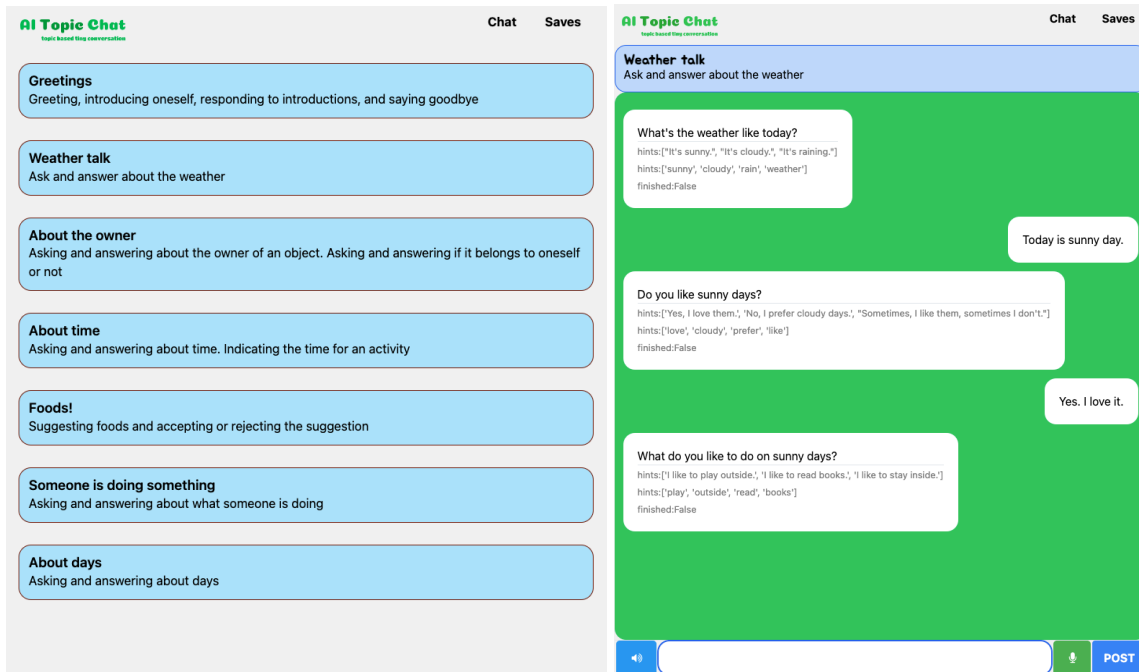 AI Topic Chat
topic based tiny conversation
Chat
Saves
Greetings
Greeting, introducing oneself, responding to introductions, and saying goodbye
Weather talk
Ask and answer about the weather
About the owner
Asking and answering about the owner of an object. Asking and answering if it belongs to oneself
or not
About time
Asking and answering about time. Indicating the time for an activity
Foods!
Suggesting foods and accepting or rejecting the suggestion
Someone is doing something
Asking and answering about what someone is doing
About days
Asking and answering about days
AI Topic Chat
topic based tiny conversation
Chat
Saves
Weather talk
Ask and answer about the weather
What's the weather like today?
hints:["It's sunny.", "It's cloudy.", "It's raining."]
hints:['sunny', 'cloudy', 'rain', 'weather']
finished:False
Today is sunny day.
Do you like sunny days?
hints:['Yes, I love them.', 'No, I prefer cloudy days.', "Sometimes, I like them, sometimes I don't."]
hints:['love', 'cloudy', 'prefer', 'like']
finished:False
Yes. I love it.
What do you like to do on sunny days?
hints:['I like to play outside.', 'I like to read books.', 'I like to stay inside.']
hints:['play', 'outside', 'read', 'books']
finished:False
POST